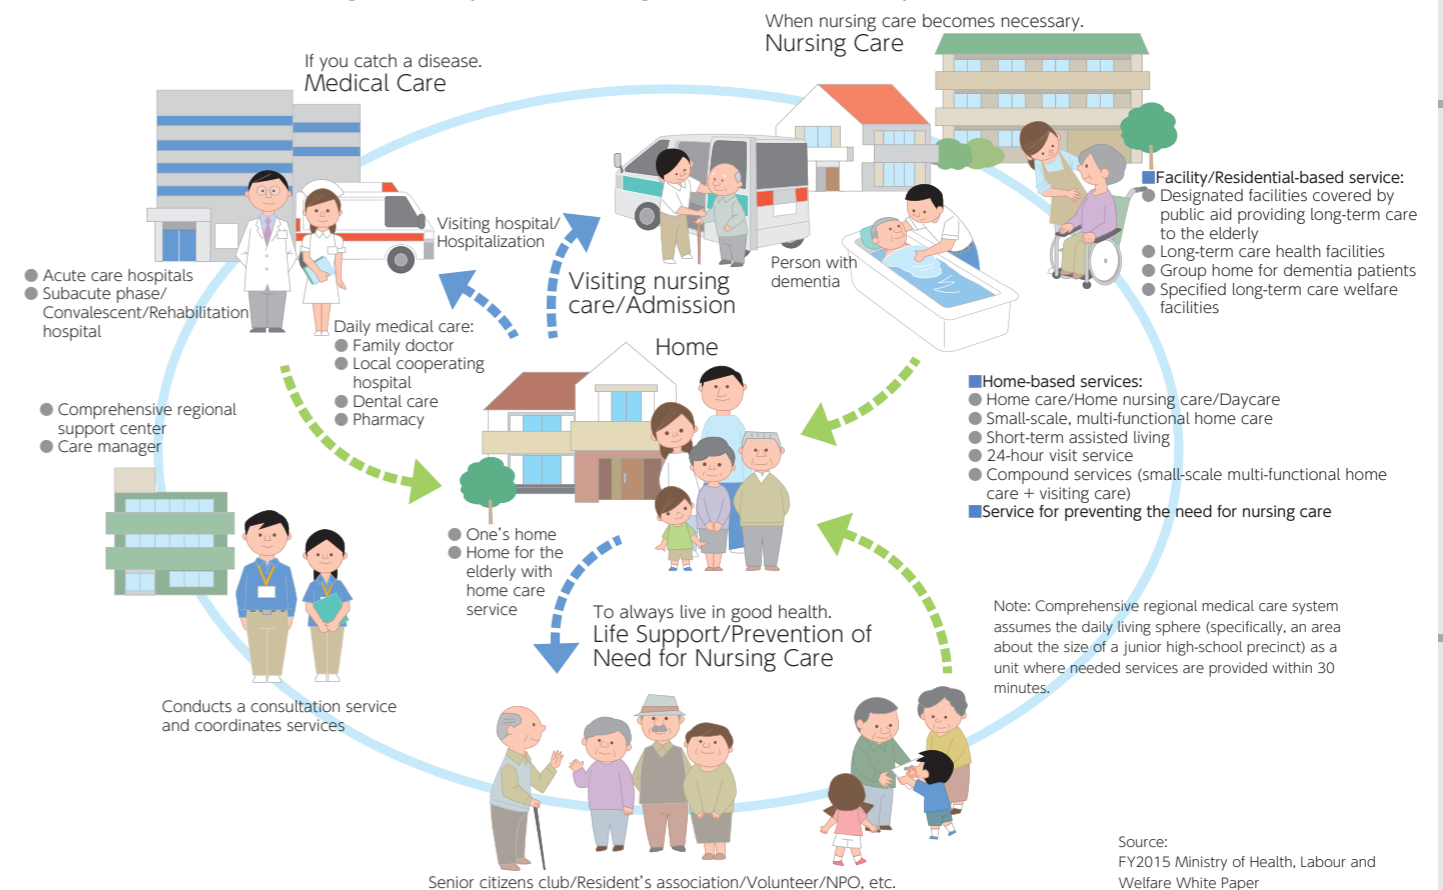 When nursing care becomes necessary.
Nursing Care
If you catch a disease.
Medical Care
■Facility/Residential-based service:
● Designated facilities covered by
public aid providing long-term care
to the elderly
● Long-term care health facilities
● Group home for dementia patients
● Specified long-term care welfare
facilities
Visiting hospital/
Hospitalization
Visiting nursing
care/Admission
Person with
dementia
● Acute care hospitals
● Subacute phase/
Convalescent/Rehabilitation
hospital
Daily medical care:
● Family doctor
● Local cooperating
hospital
● Dental care
● Pharmacy
Home
■Home-based services:
● Home care/Home nursing care/Daycare
● Small-scale, multi-functional home care
● Short-term assisted living
● 24-hour visit service
● Compound services (small-scale multi-functional home
care + visiting care)
■Service for preventing the need for nursing care
● Comprehensive regional
support center
● Care manager
● One's home
● Home for the
elderly with
home care
service
To always live in good health.
Life Support/Prevention of
Need for Nursing Care
Note: Comprehensive regional medical care system
assumes the daily living sphere (specifically, an area
about the size of a junior high-school precinct) as a
unit where needed services are provided within 30
minutes.
Conducts a consultation service
and coordinates services
Senior citizens club/Resident's association/Volunteer/NPO, etc.
Source:
FY2015 Ministry of Health, Labour and
Welfare White Paper